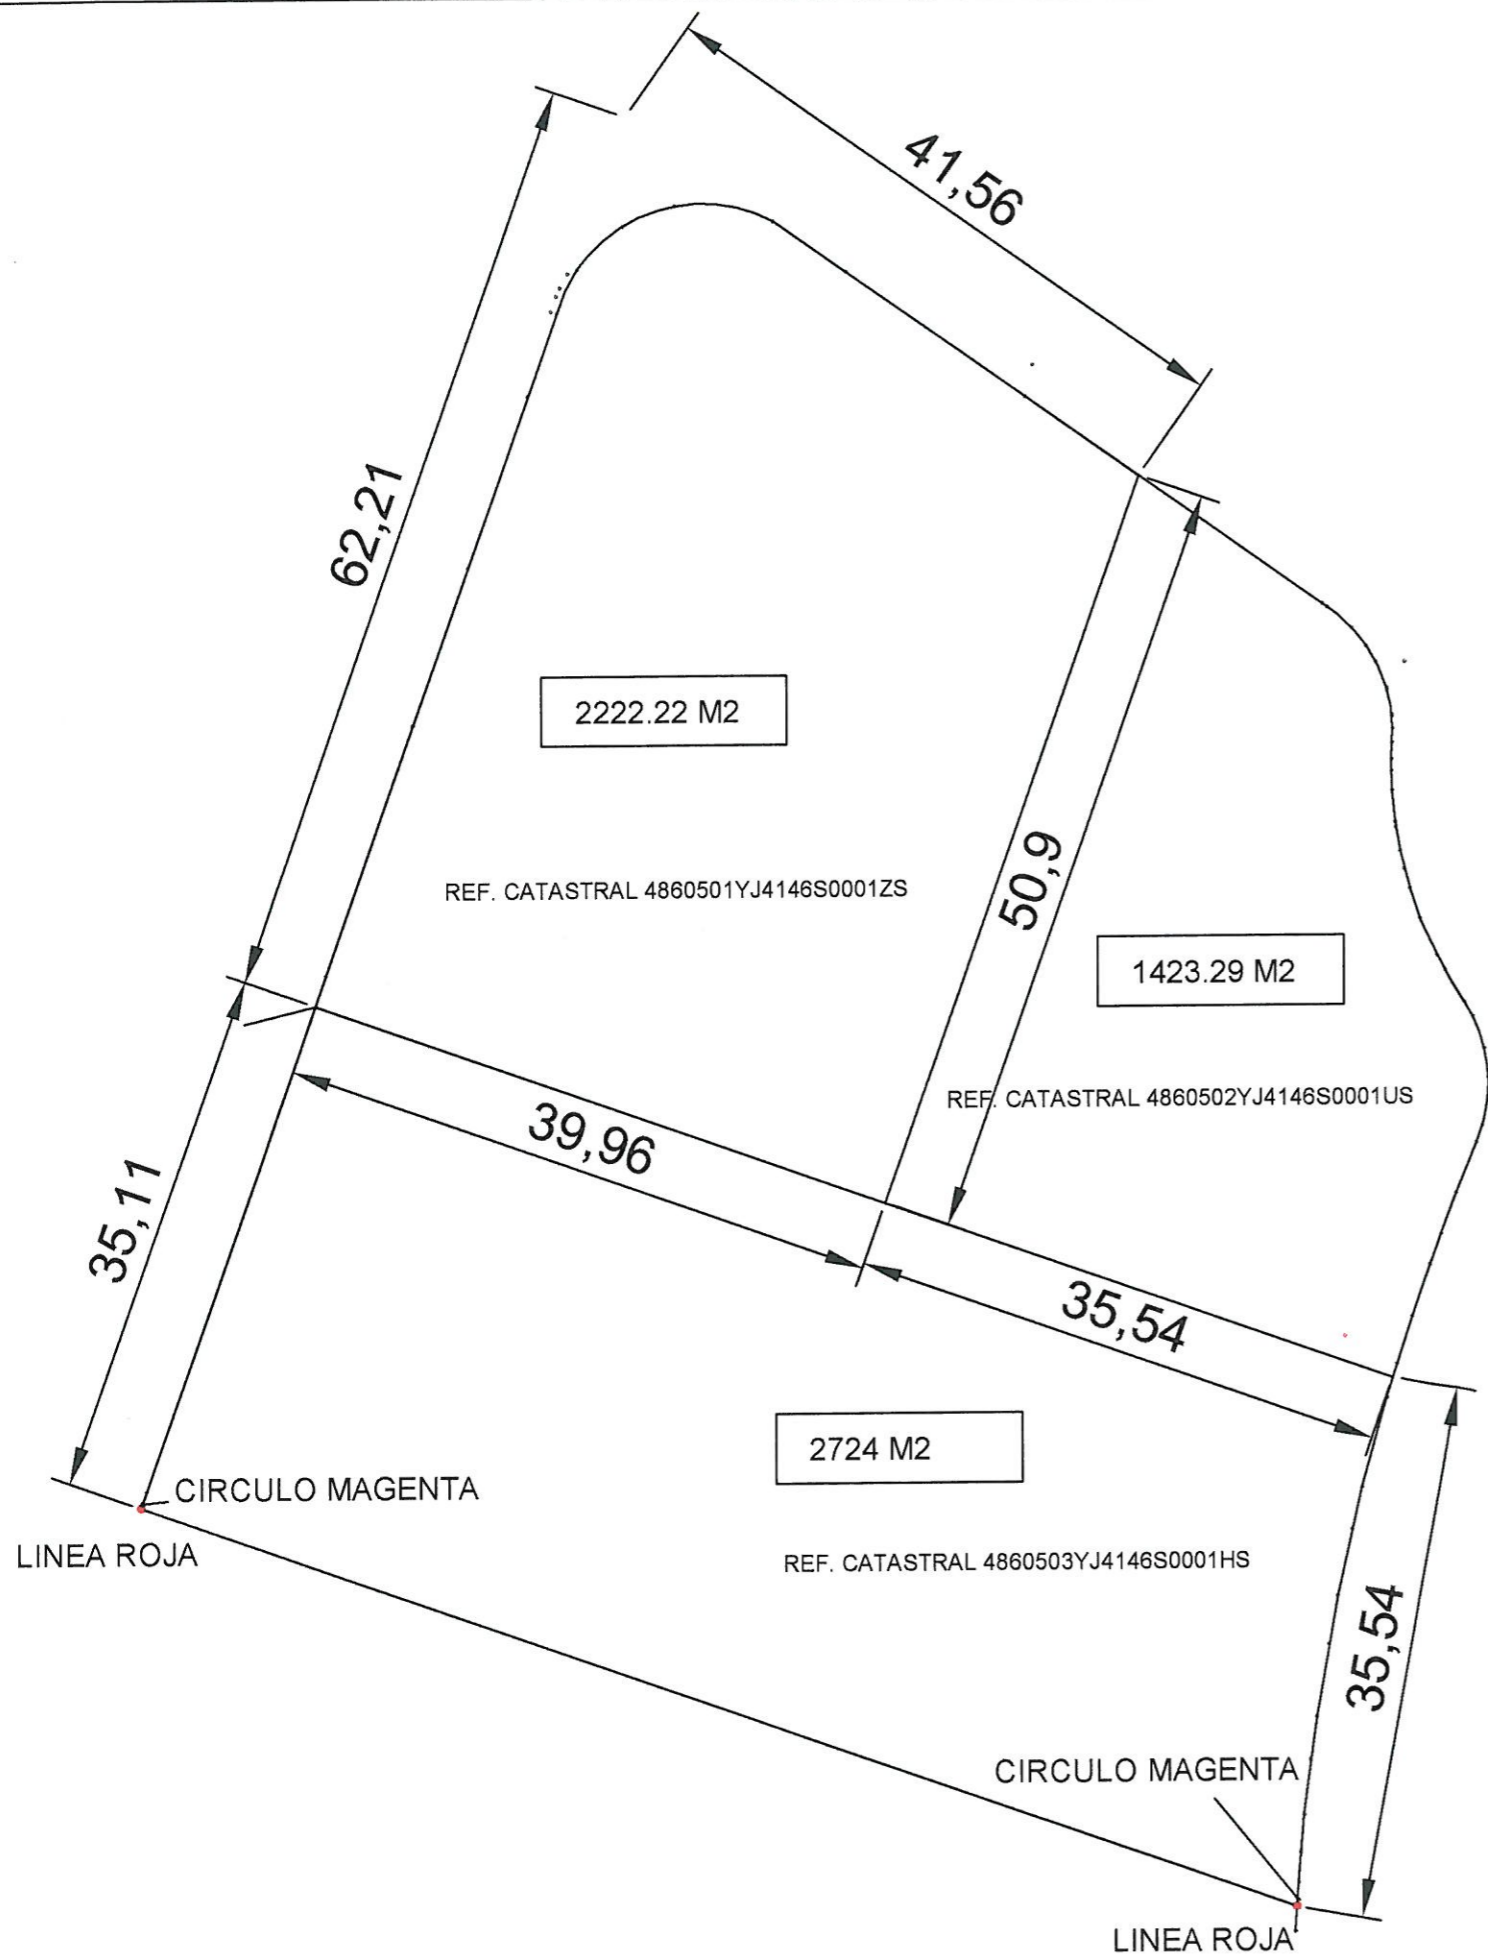 41,56
62,21
2222.22 M2
REF. CATASTRAL 4860501YJ4146S0001ZS
50,9
1423.29 M2
REF. CATASTRAL 4860502YJ4146S0001US
39,96
35,11
35,54
2724 M2
CIRCULO MAGENTA
LINEA ROJA
REF. CATASTRAL 4860503YJ4146S0001HS
35,54
CIRCULO MAGENTA
LINEA ROJA